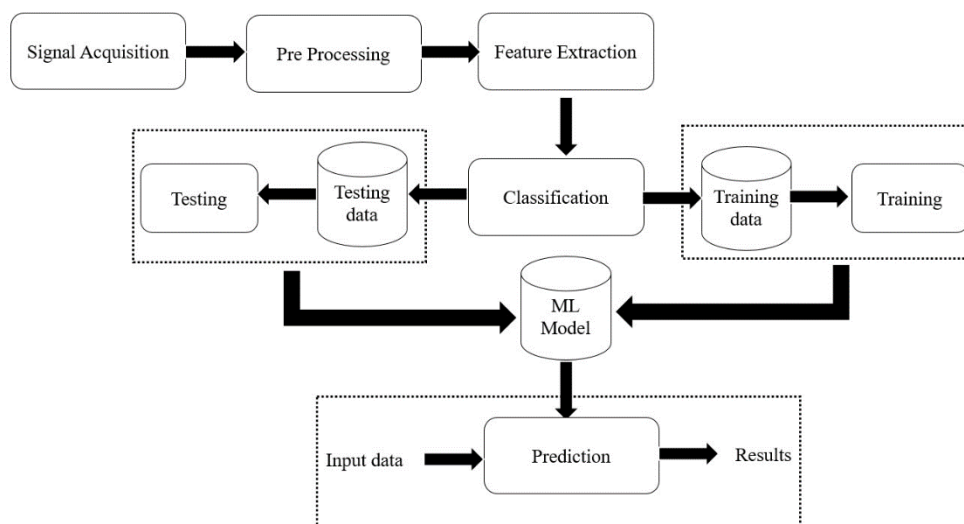 Signal Acquisition
Pre Processing
Feature Extraction
Testing
Testing
data
Classification
Training
data
Training
ML
Model
Input data
Prediction
Results